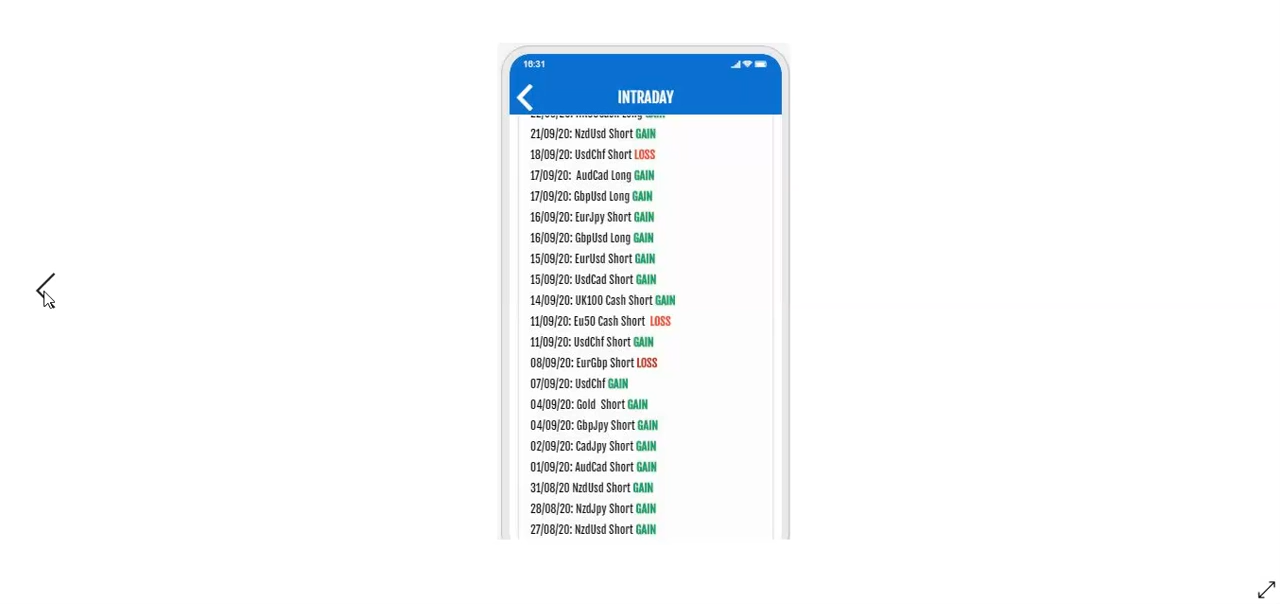 16:31
INTRADAY
21/09/20: NzdUsd Short GAIN
18/09/20: UsdChf Short LOSS
17/09/20: AudCad Long GAIN
17/09/20: GbpUsd Long GAIN
16/09/20: EurJpy Short GAIN
16/09/20: GbpUsd Long GAIN
15/09/20: EurUsd Short GAIN
15/09/20: UsdCad Short GAIN
14/09/20: UK100 Cash Short GAIN
11/09/20: Eu50 Cash Short LOSS
11/09/20: UsdChf Short GAIN
08/09/20: EurGbp Short LOSS
07/09/20: UsdChf GAIN
04/09/20: Gold Short GAIN
04/09/20: GbpJpy Short GAIN
02/09/20: CadJpy Short GAIN
01/09/20: AudCad Short GAIN
31/08/20 NzdUsd Short GAIN
28/08/20: NzdJpy Short GAIN
27/08/20: NzdUsd Short GAIN